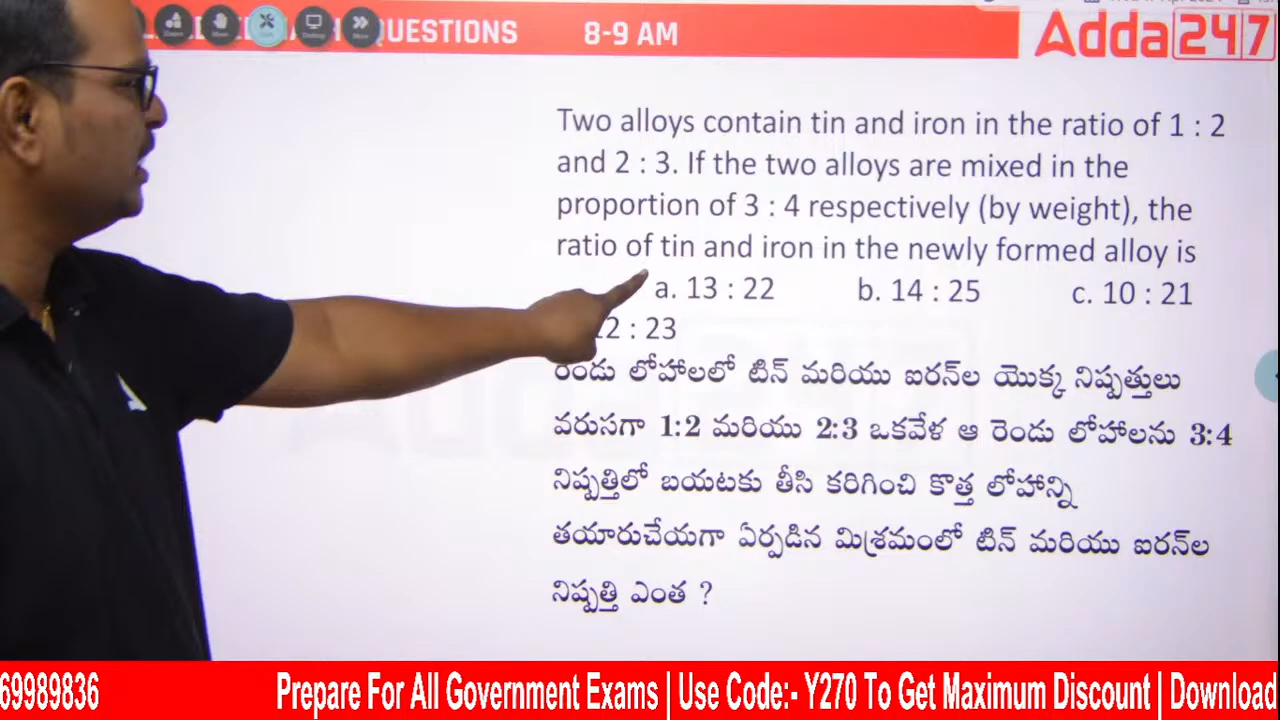 QUESTIONS 8-9 AM
Adda 247
Two alloys contain tin and iron in the ratio of 1 : 2
and 2 : 3. If the two alloys are mixed in the
proportion of 3 : 4 respectively (by weight), the
ratio of tin and iron in the newly formed alloy is
a. 13 : 22 b. 14 : 25 c. 10 : 21
: 23
రెండు లోహాలలో టిన్ మరియు ఐరన్‌ల యొక్క నిష్పత్తులు
వరుసగా 1:2 మరియు 2:3 ఒకవేళ ఆ రెండు లోహాలను 3:4
నిష్పత్తిలో బయటకు తీసి కరిగించి కొత్త లోహాన్ని
తయారుచేయగా ఏర్పడిన మిశ్రమంలో టిన్ మరియు ఐరన్‌ల
నిష్పత్తి ఎంత ?
69989836 Prepare For All Government Exams | Use Code:- Y270 To Get Maximum Discount | Download